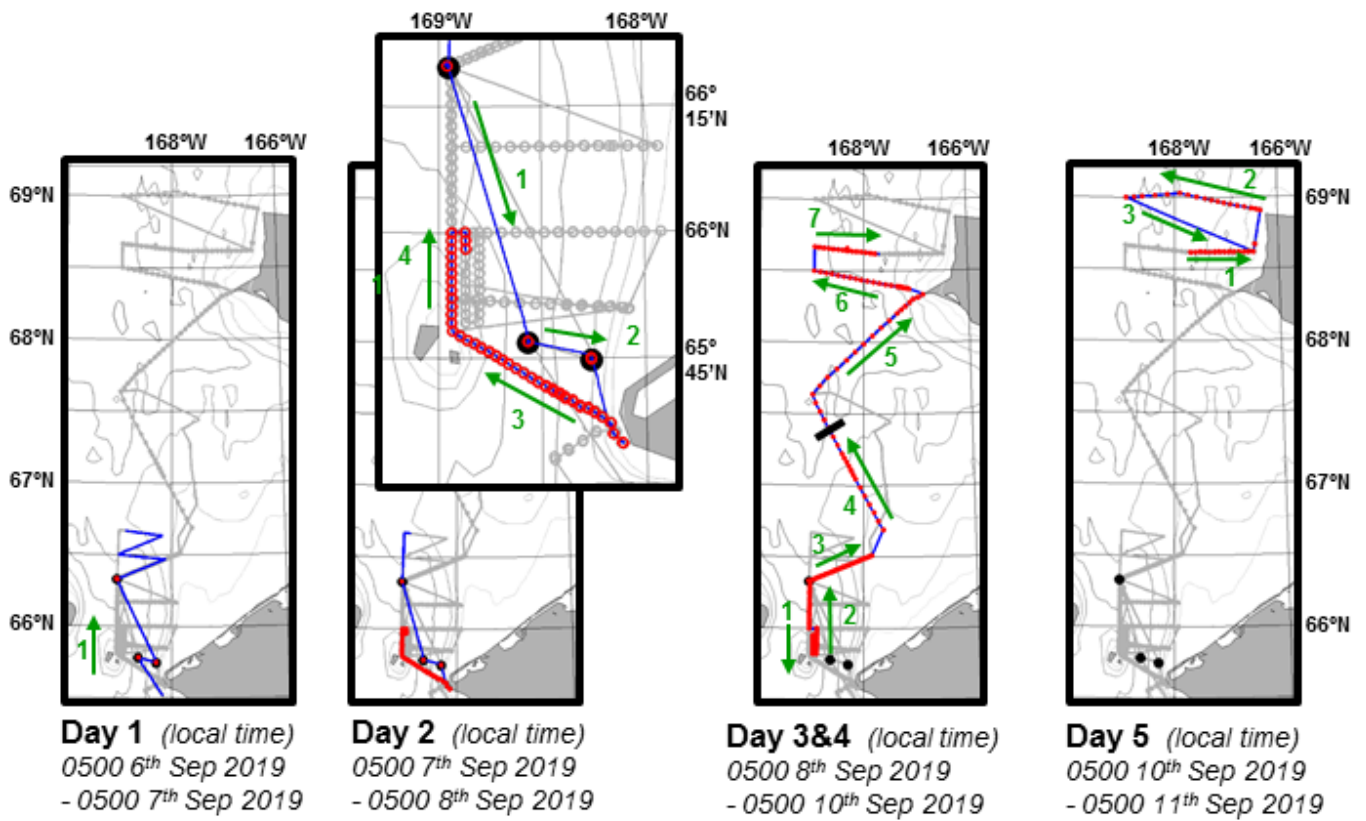 169°W 168°W
66°
15'N
66°N
65°
45'N
1
2
3
4
1
168°W 166°W
69°N
68°N
67°N
66°N
1
168°W 166°W
7
6
5
4
3
2
1
168°W 166°W
69°N
68°N
67°N
66°N
2
3
1
Day 1 (local time)
0500 6th Sep 2019
- 0500 7th Sep 2019
Day 2 (local time)
0500 7th Sep 2019
- 0500 8th Sep 2019
Day 3&4 (local time)
0500 8th Sep 2019
- 0500 10th Sep 2019
Day 5 (local time)
0500 10th Sep 2019
- 0500 11th Sep 2019